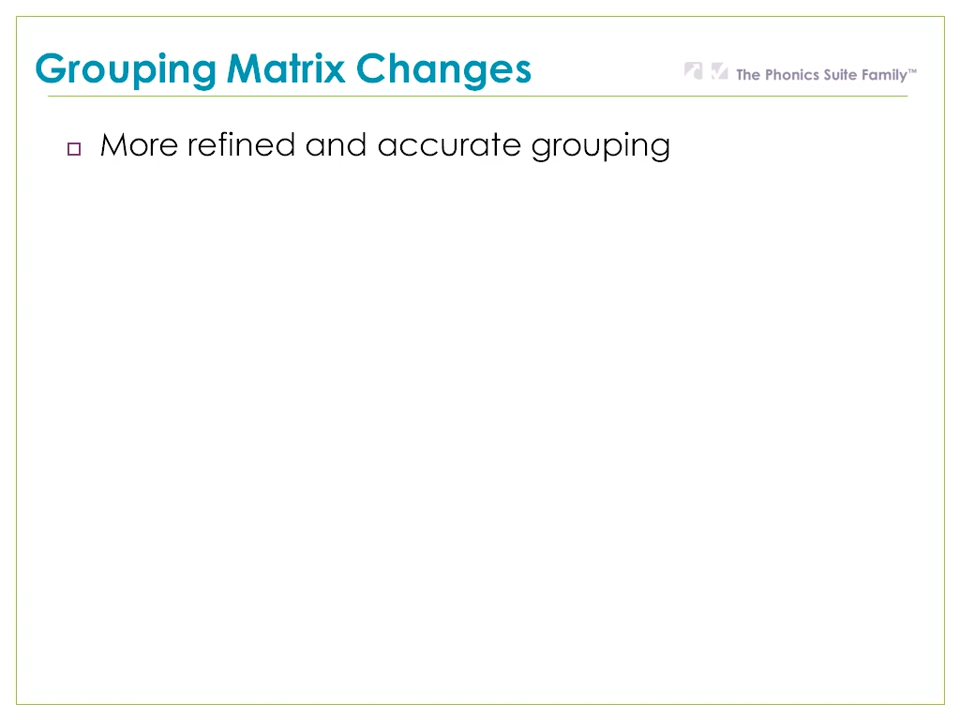 Grouping Matrix Changes
The Phonics Suite Family™
More refined and accurate grouping